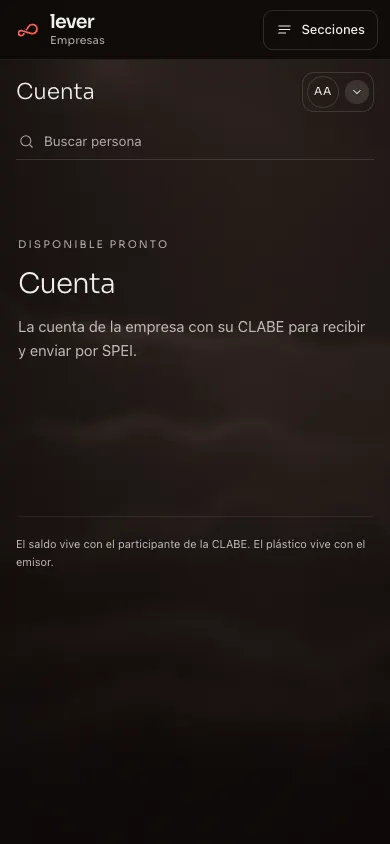 lever
Empresas
Secciones
Cuenta
AA
Buscar persona
DISPONIBLE PRONTO
Cuenta
La cuenta de la empresa con su CLABE para recibir
y enviar por SPEI.
El saldo vive con el participante de la CLABE. El plástico vive con el
emisor.